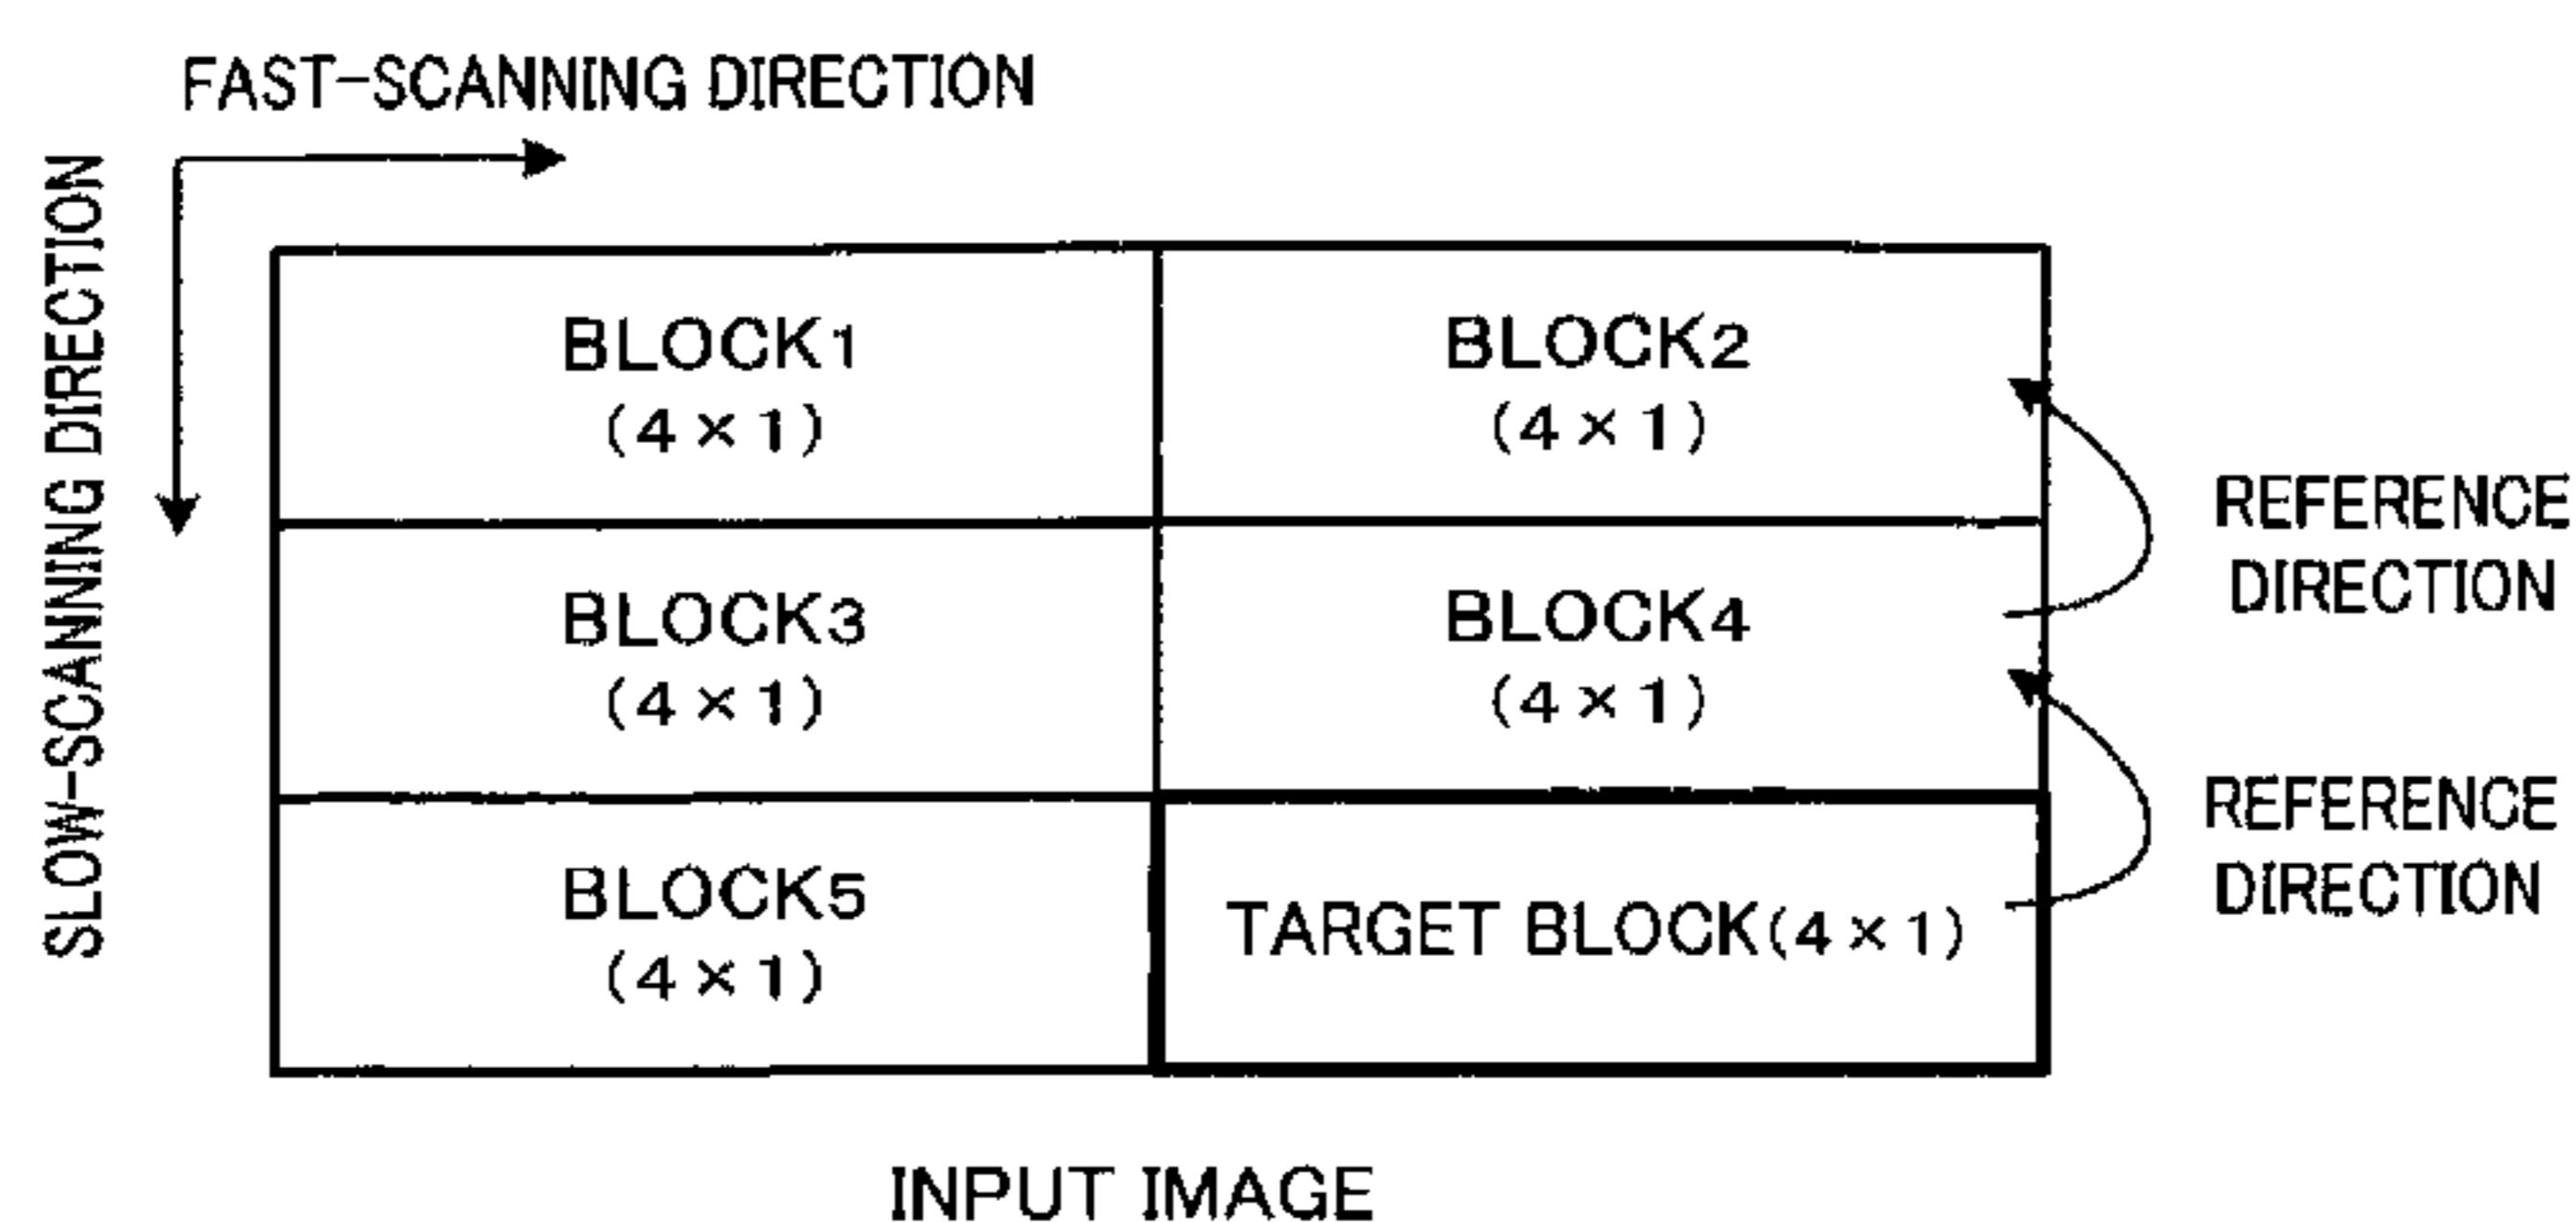 FAST-SCANNING DIRECTION
SLOW-SCANNING DIRECTION
BLOCK1
(4×1)
BLOCK2
(4×1)
REFERENCE
DIRECTION
BLOCK3
(4×1)
BLOCK4
(4×1)
REFERENCE
DIRECTION
BLOCK5
(4×1)
TARGET BLOCK(4×1)
INPUT IMAGE